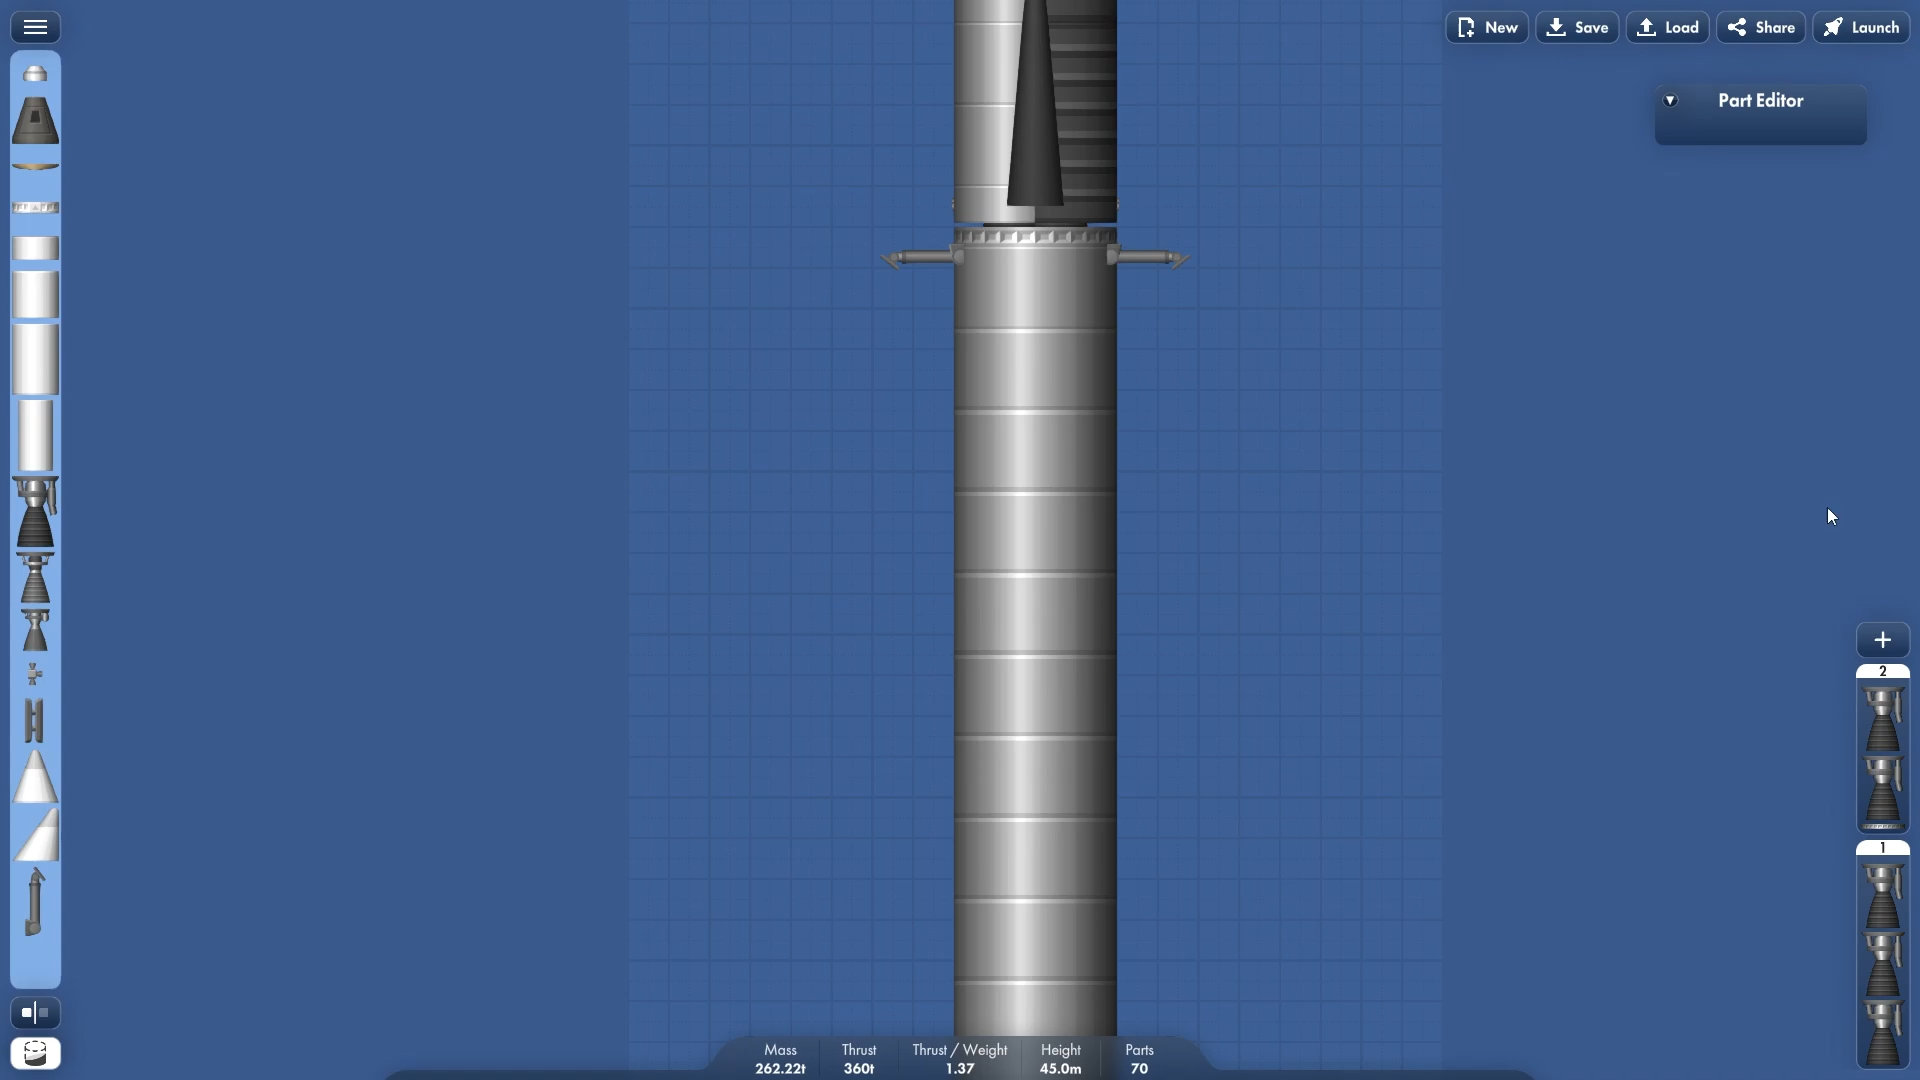 New
Save
Load
Share
Launch
Part Editor
2
1
Mass
262.22t
Thrust
360t
Thrust / Weight
1.37
Height
45.0m
Parts
70